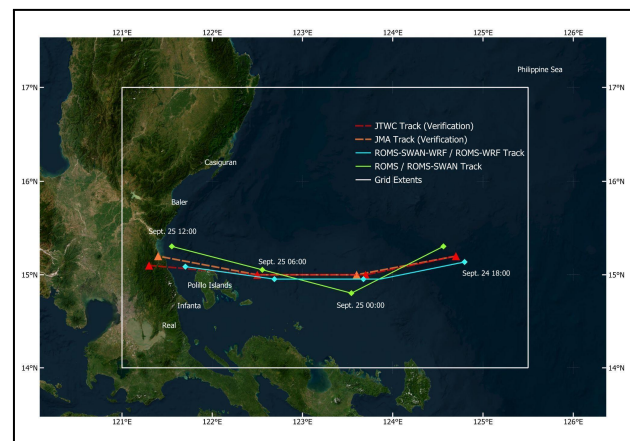 121°E 122°E 123°E 124°E 125°E 126°E
Philippine Sea
17°N 17°N
JTWC Track (Verification)
JMA Track (Verification)
ROMS-SWAN-WRF / ROMS-WRF Track
ROMS / ROMS-SWAN Track
Grid Extents
Casiguran
16°N 16°N
Baler
Sept. 25 12:00
Sept. 25 06:00
15°N 15°N
Sept. 24 18:00
Polillo Islands
Sept. 25 00:00
Infanta
Real
14°N 14°N
121°E 122°E 123°E 124°E 125°E 126°E